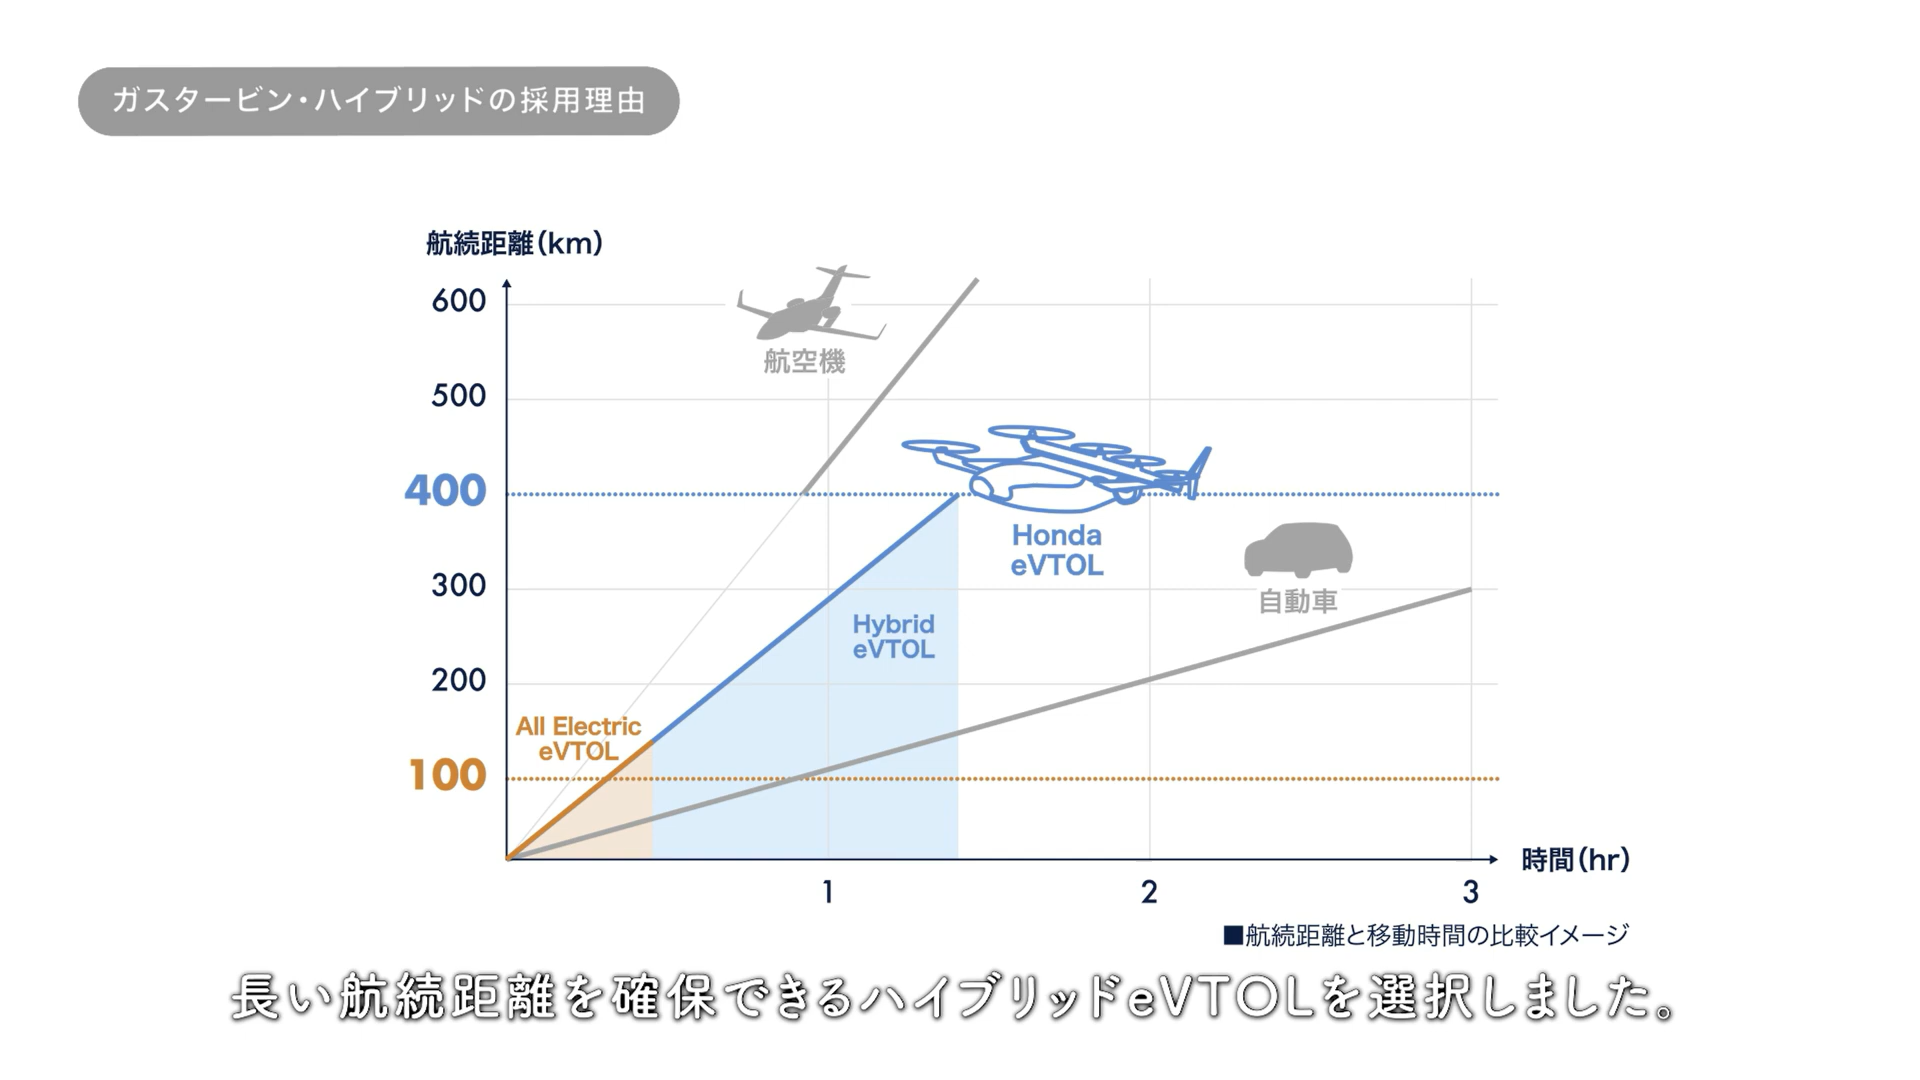 ガスタービン・ハイブリッドの採用理由
航続距離(km)
600
航空機
500
400
Honda
eVTOL
300
自動車
Hybrid
eVTOL
200
All Electric
eVTOL
100
時間(hr)
1
2
3
■航続距離と移動時間の比較イメージ
長い航続距離を確保できるハイブリッドeVTOLを選択しました。